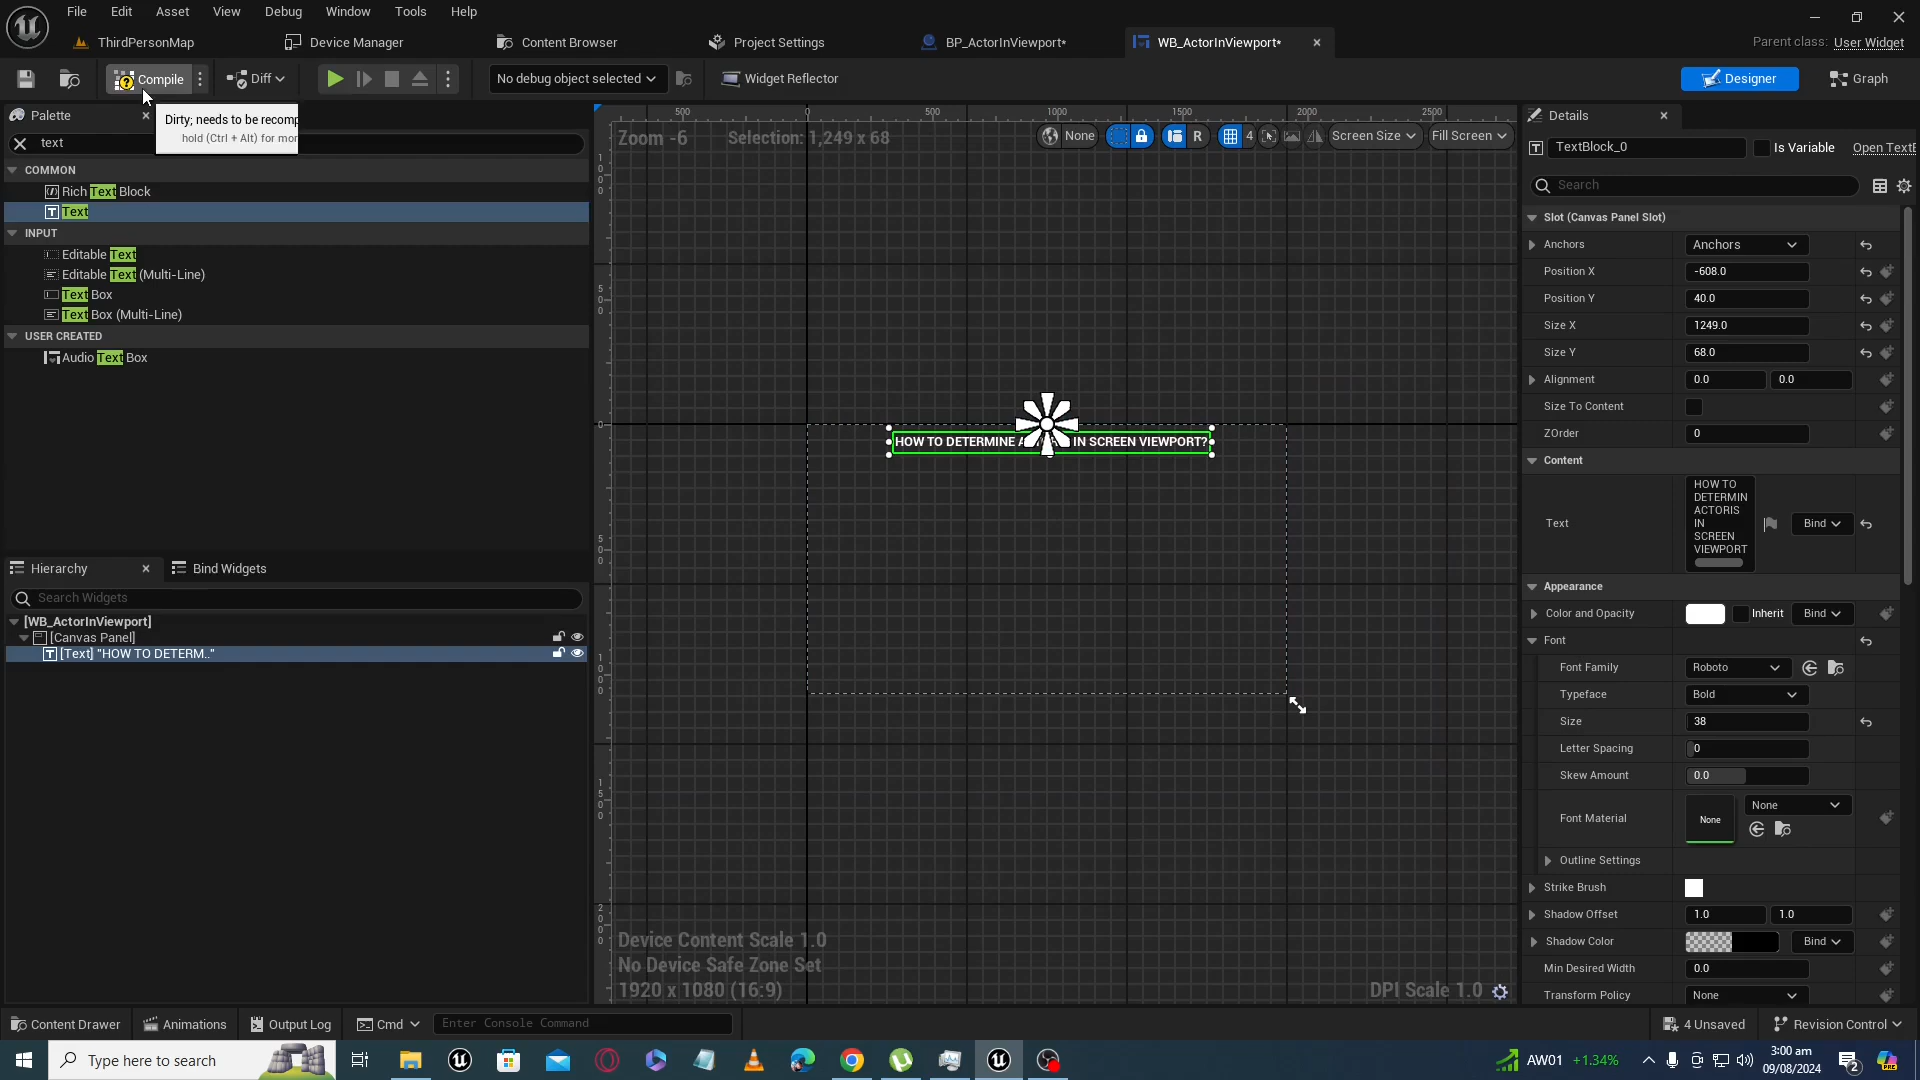 File Edit Asset View Debug Window Tools Help
ThirdPersonMap Device Manager Content Browser Project Settings BP_ActorInViewport* WB_ActorInViewport* Parent class: User Widget
Compile Diff No debug object selected Widget Reflector Designer Graph
Dirty; needs to be recomp
hold (Ctrl + Alt) for mor
Palette
text
COMMON
Rich Text Block
Text
INPUT
Editable Text
Editable Text (Multi-Line)
Text Box
Text Box (Multi-Line)
USER CREATED
Audio Text Box
Hierarchy Bind Widgets
Search Widgets
[WB_ActorInViewport]
[Canvas Panel]
[Text] "HOW TO DETERM.."
500 0 500 1000 1500 2000 2500
Zoom -6 Selection: 1,249 x 68 None R 4 Screen Size Fill Screen
HOW TO DETERMINE A IN SCREEN VIEWPORT?
Device Content Scale 1.0
No Device Safe Zone Set
1920 x 1080 (16:9) DPI Scale 1.0
Details
TextBlock_0 Is Variable Open TextB
Search
Slot (Canvas Panel Slot)
Anchors Anchors
Position X -608.0
Position Y 40.0
Size X 1249.0
Size Y 68.0
Alignment 0.0 0.0
Size To Content
ZOrder 0
Content
Text
HOW TO
DETERMIN
ACTORIS
IN
SCREEN
VIEWPORT
Bind
Appearance
Color and Opacity Inherit Bind
Font
Font Family Roboto
Typeface Bold
Size 38
Letter Spacing 0
Skew Amount 0.0
Font Material None None
Outline Settings
Strike Brush
Shadow Offset 1.0 1.0
Shadow Color Bind
Min Desired Width 0.0
Transform Policy None
Content Drawer Animations Output Log Cmd Enter Console Command 4 Unsaved Revision Control
Type here to search AW01 +1.34% 3:00 am
09/08/2024
2